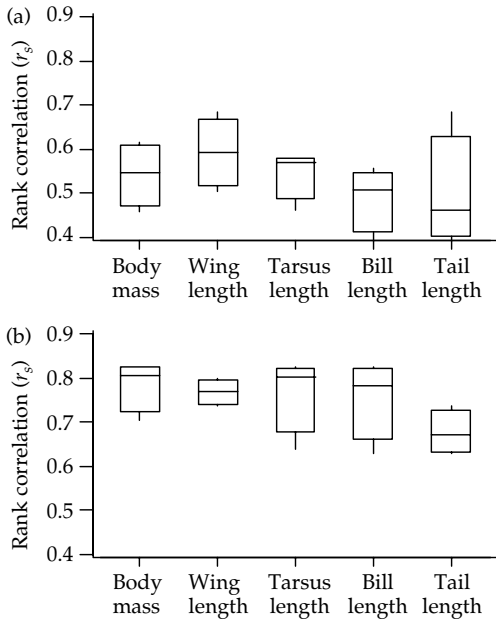 (a)
Rank correlation (rs)
0.9
0.8
0.7
0.6
0.5
0.4
Body mass
Wing length
Tarsus length
Bill length
Tail length
(b)
Rank correlation (rs)
0.9
0.8
0.7
0.6
0.5
0.4
Body mass
Wing length
Tarsus length
Bill length
Tail length